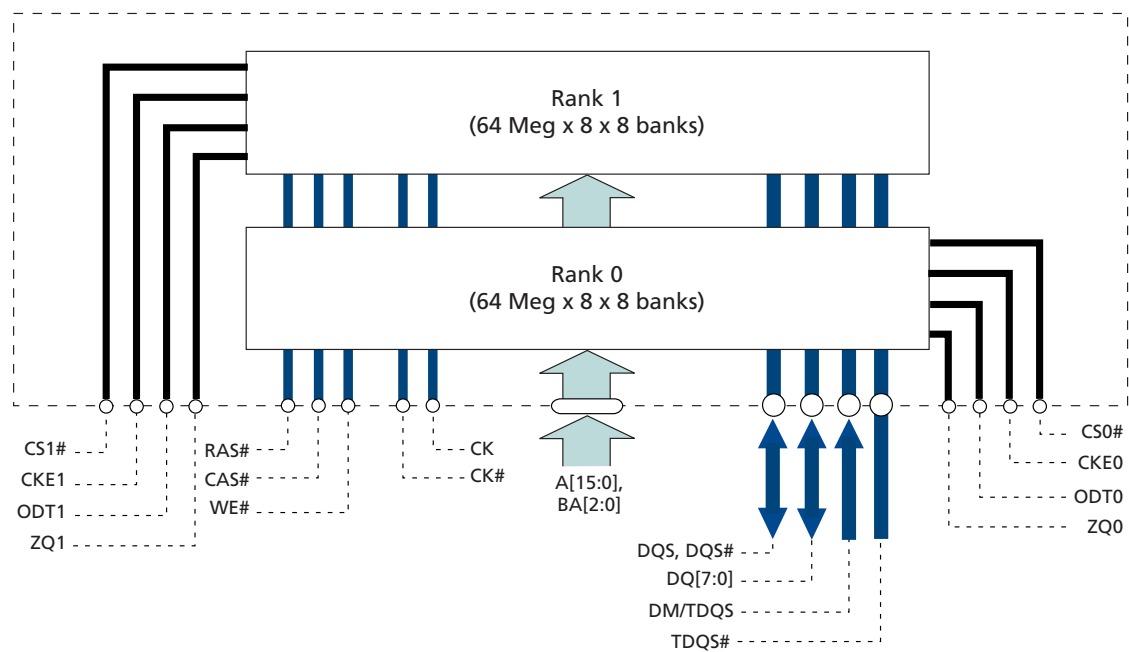 Rank 1
(64 Meg x 8 x 8 banks)
Rank 0
(64 Meg x 8 x 8 banks)
CS1#
CKE1
ODT1
ZQ1
RAS#
CAS#
WE#
CK
CK#
A[15:0],
BA[2:0]
DQS, DQS#
DQ[7:0]
DM/TDQS
TDQS#
CS0#
CKE0
ODT0
ZQ0